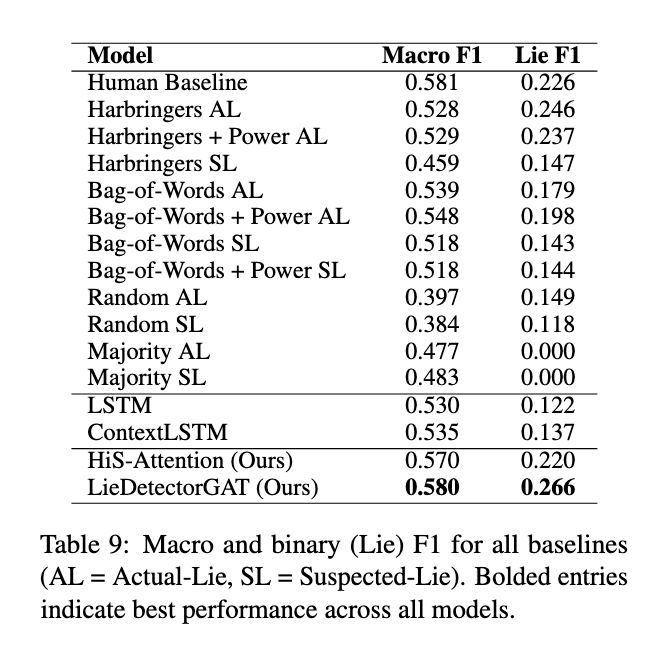 Model Macro F1 Lie F1
Human Baseline 0.581 0.226
Harbringers AL 0.528 0.246
Harbringers + Power AL 0.529 0.237
Harbringers SL 0.459 0.147
Bag-of-Words AL 0.539 0.179
Bag-of-Words + Power AL 0.548 0.198
Bag-of-Words SL 0.518 0.143
Bag-of-Words + Power SL 0.518 0.144
Random AL 0.397 0.149
Random SL 0.384 0.118
Majority AL 0.477 0.000
Majority SL 0.483 0.000
LSTM 0.530 0.122
ContextLSTM 0.535 0.137
HiS-Attention (Ours) 0.570 0.220
LieDetectorGAT (Ours) 0.580 0.266
Table 9: Macro and binary (Lie) F1 for all baselines
(AL = Actual-Lie, SL = Suspected-Lie). Bolded entries
indicate best performance across all models.